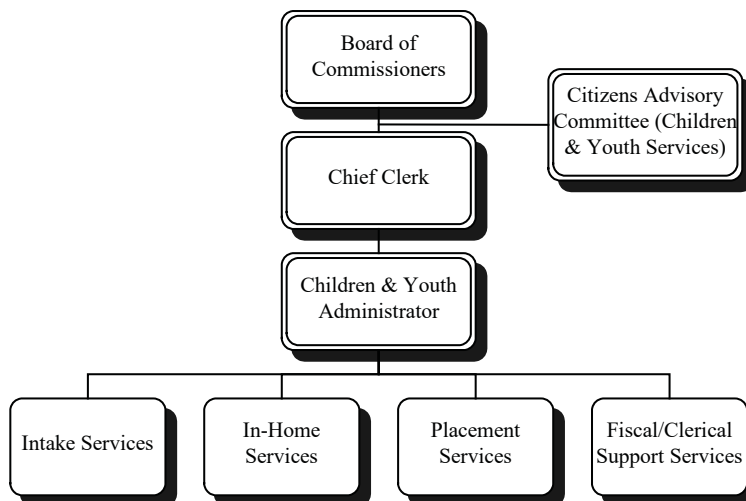 Board of
Commissioners
Citizens Advisory
Committee (Children
& Youth Services)
Chief Clerk
Children & Youth
Administrator
Intake Services
In-Home
Services
Placement
Services
Fiscal/Clerical
Support Services